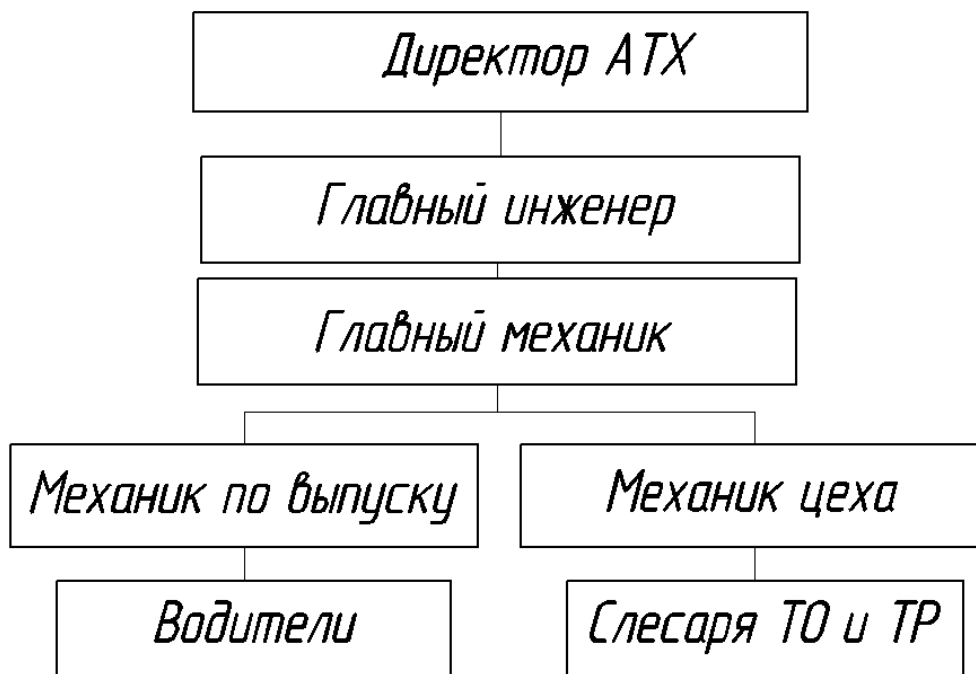 Директор АТХ
Главный инженер
Главный механик
Механик по выпуску
Механик цеха
Водители
Слесаря ТО и ТР